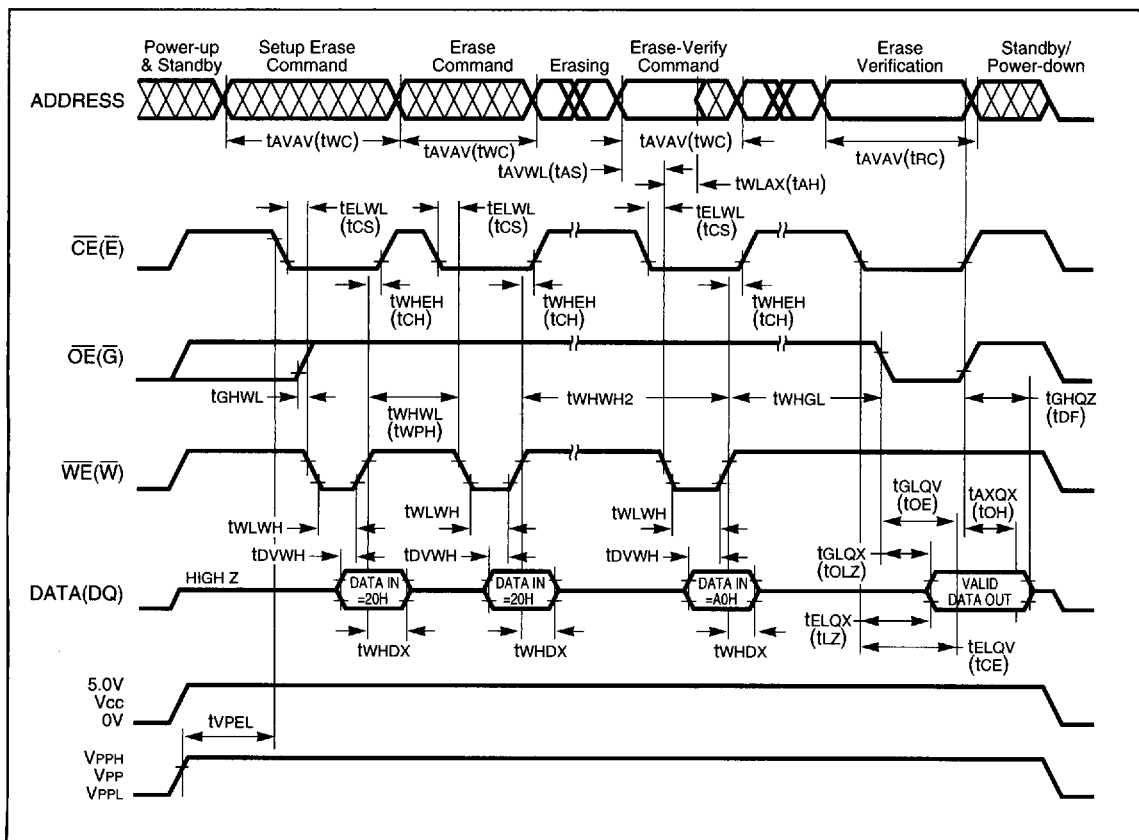 Power-up & Standby
Setup Erase Command
Erase Command
Erasing
Erase-Verify Command
Erase Verification
Standby/ Power-down
ADDRESS
tAVAV(tWC)
tAVAV(tWC)
tAVAV(tWC)
tAVAV(tRC)
tAVWL(tAS)
tWLAX(tAH)
tELWL (tCS)
tELWL (tCS)
tELWL (tCS)
CE(E)
tWHEH (tCH)
tWHEH (tCH)
tWHEH (tCH)
OE(G)
tGHWL
tWHWL (tWPH)
tWHWH2
tWHGL
tGHQZ (tDF)
WE(W)
tWLWH
tWLWH
tWLWH
tGLQV (tOE)
tAXQX (tOH)
tDVWH
tDVWH
tDVWH
tGLQX (tOLZ)
HIGH Z
DATA(DQ)
DATA IN =20H
DATA IN =20H
DATA IN =A0H
VALID DATA OUT
tWHDX
tWHDX
tWHDX
tELQX (tLZ)
tELQV (tCE)
5.0V
VCC
0V
tVPEL
VPPH
VPP
VPPL